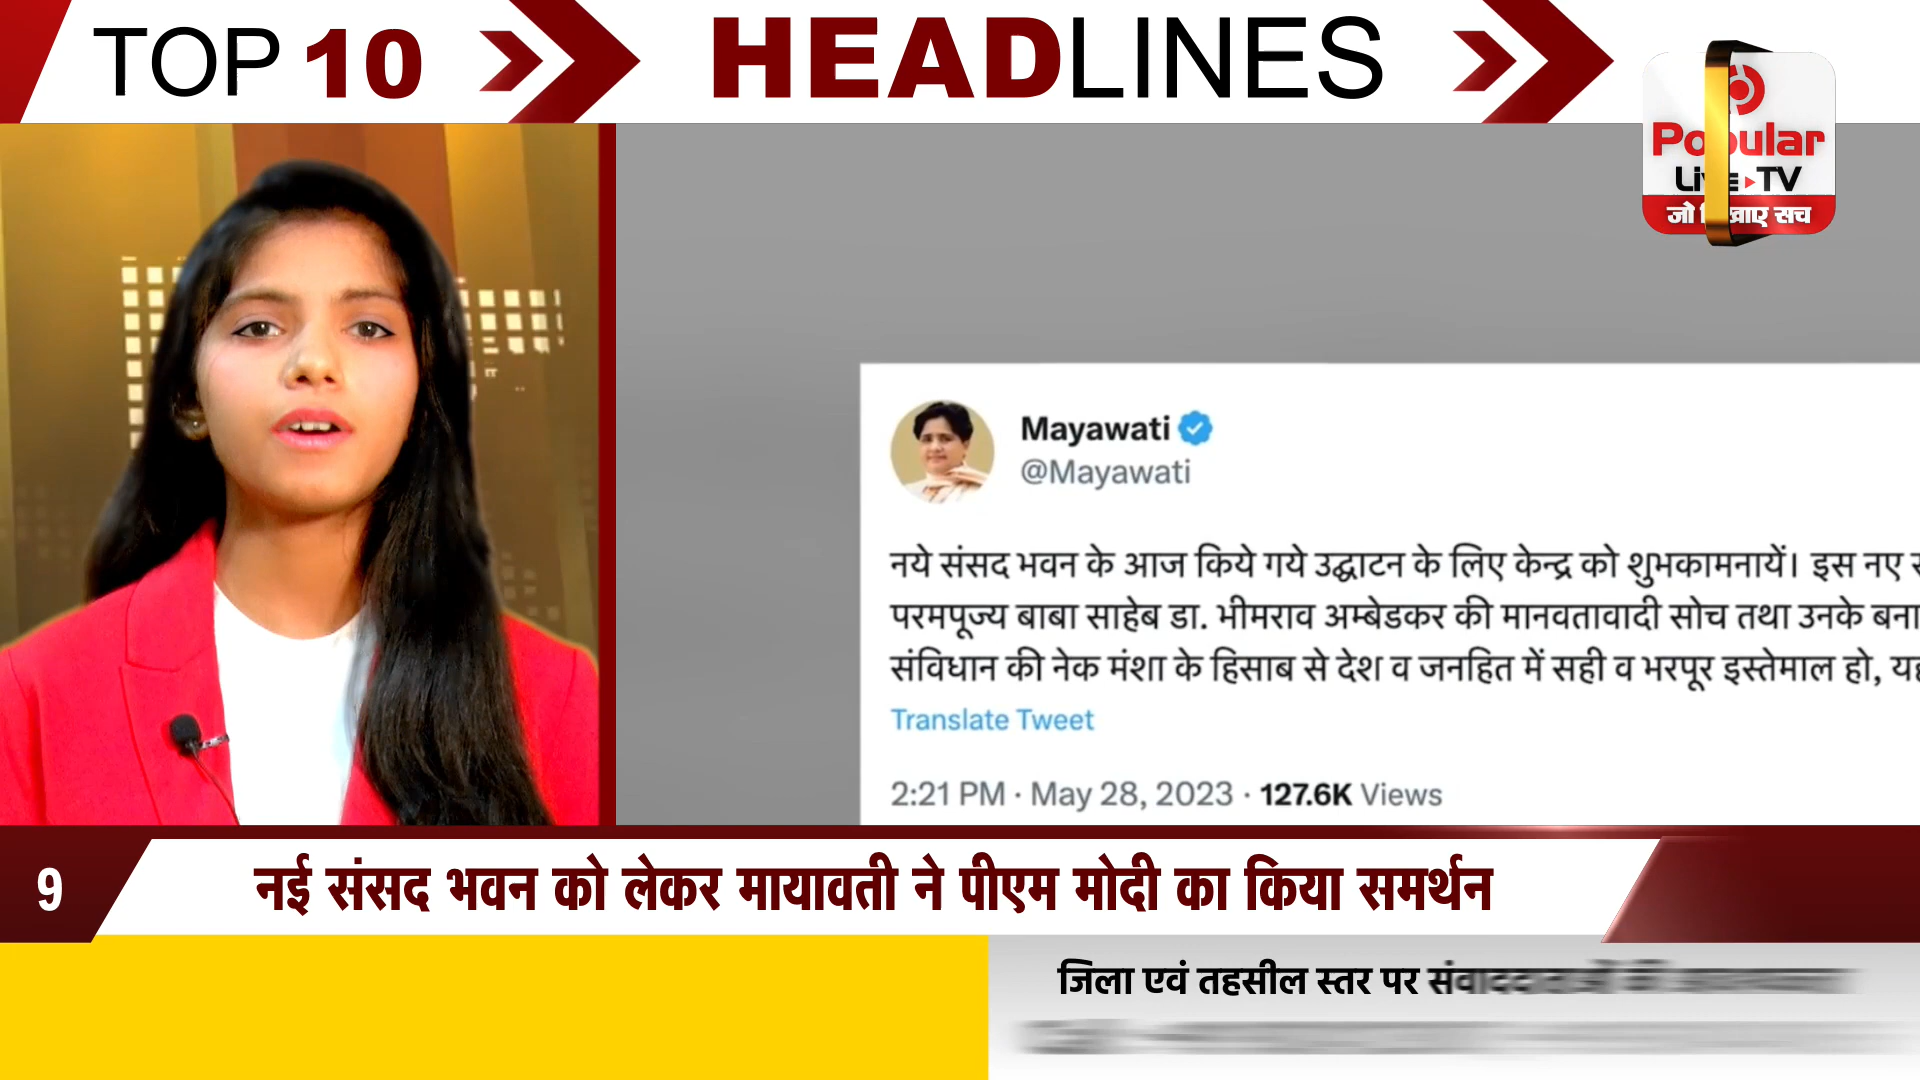 TOP 10 HEADLINES
Popular
Live TV
जो दिखाए सच
Mayawati
@Mayawati
नये संसद भवन के आज किये गये उद्घाटन के लिए केन्द्र को शुभकामनायें। इस नए
परमपूज्य बाबा साहेब डा. भीमराव अम्बेडकर की मानवतावादी सोच तथा उनके
संविधान की नेक मंशा के हिसाब से देश व जनहित में सही व भरपूर इस्तेमाल हो,
Translate Tweet
2:21 PM · May 28, 2023 · 127.6K Views
9
नई संसद भवन को लेकर मायावती ने पीएम मोदी का किया समर्थन
जिला एवं तहसील स्तर पर